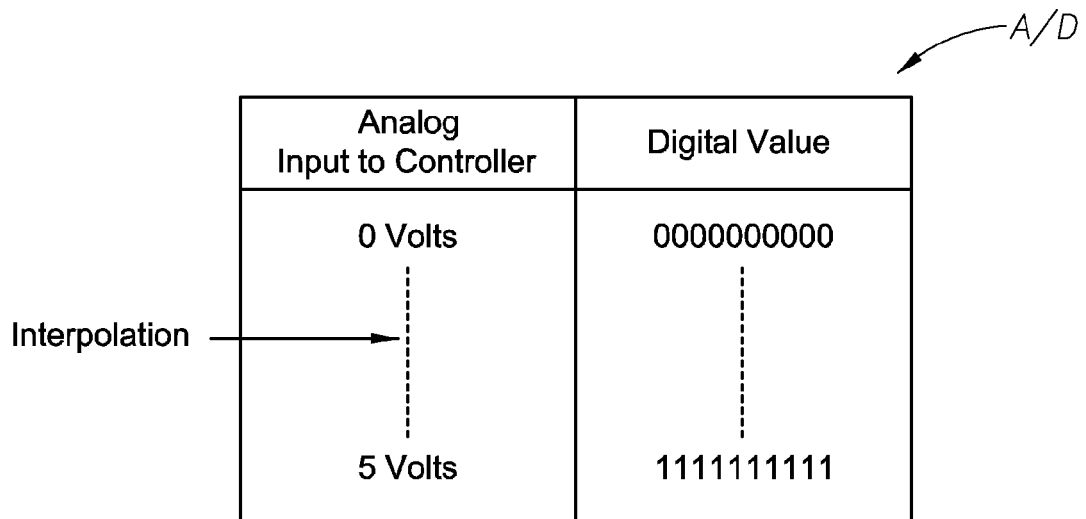 A/D
Analog
Input to Controller
Digital Value
0 Volts
0000000000
Interpolation
5 Volts
1111111111